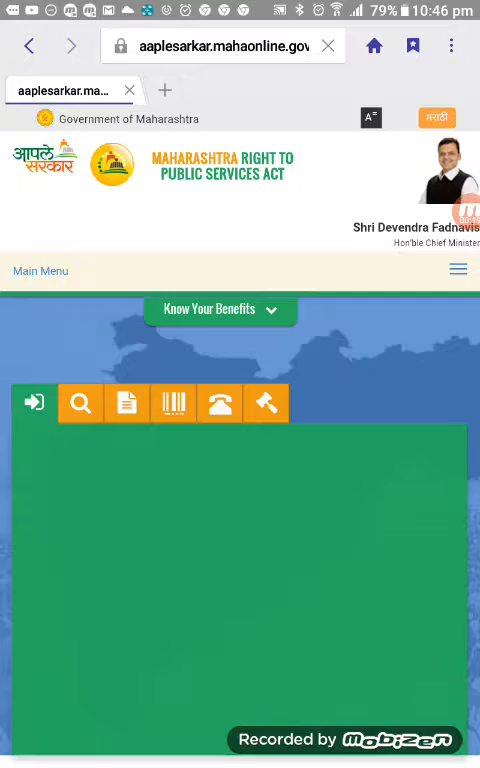 79% 10:46 pm
aaplesarkar.mahaonline.gov
aaplesarkar.ma...
Government of Maharashtra
A=
मराठी
आपले
सरकार
MAHARASHTRA RIGHT TO
PUBLIC SERVICES ACT
Shri Devendra Fadnavis
Hon'ble Chief Minister
Main Menu
Know Your Benefits
Recorded by MOBIZEN